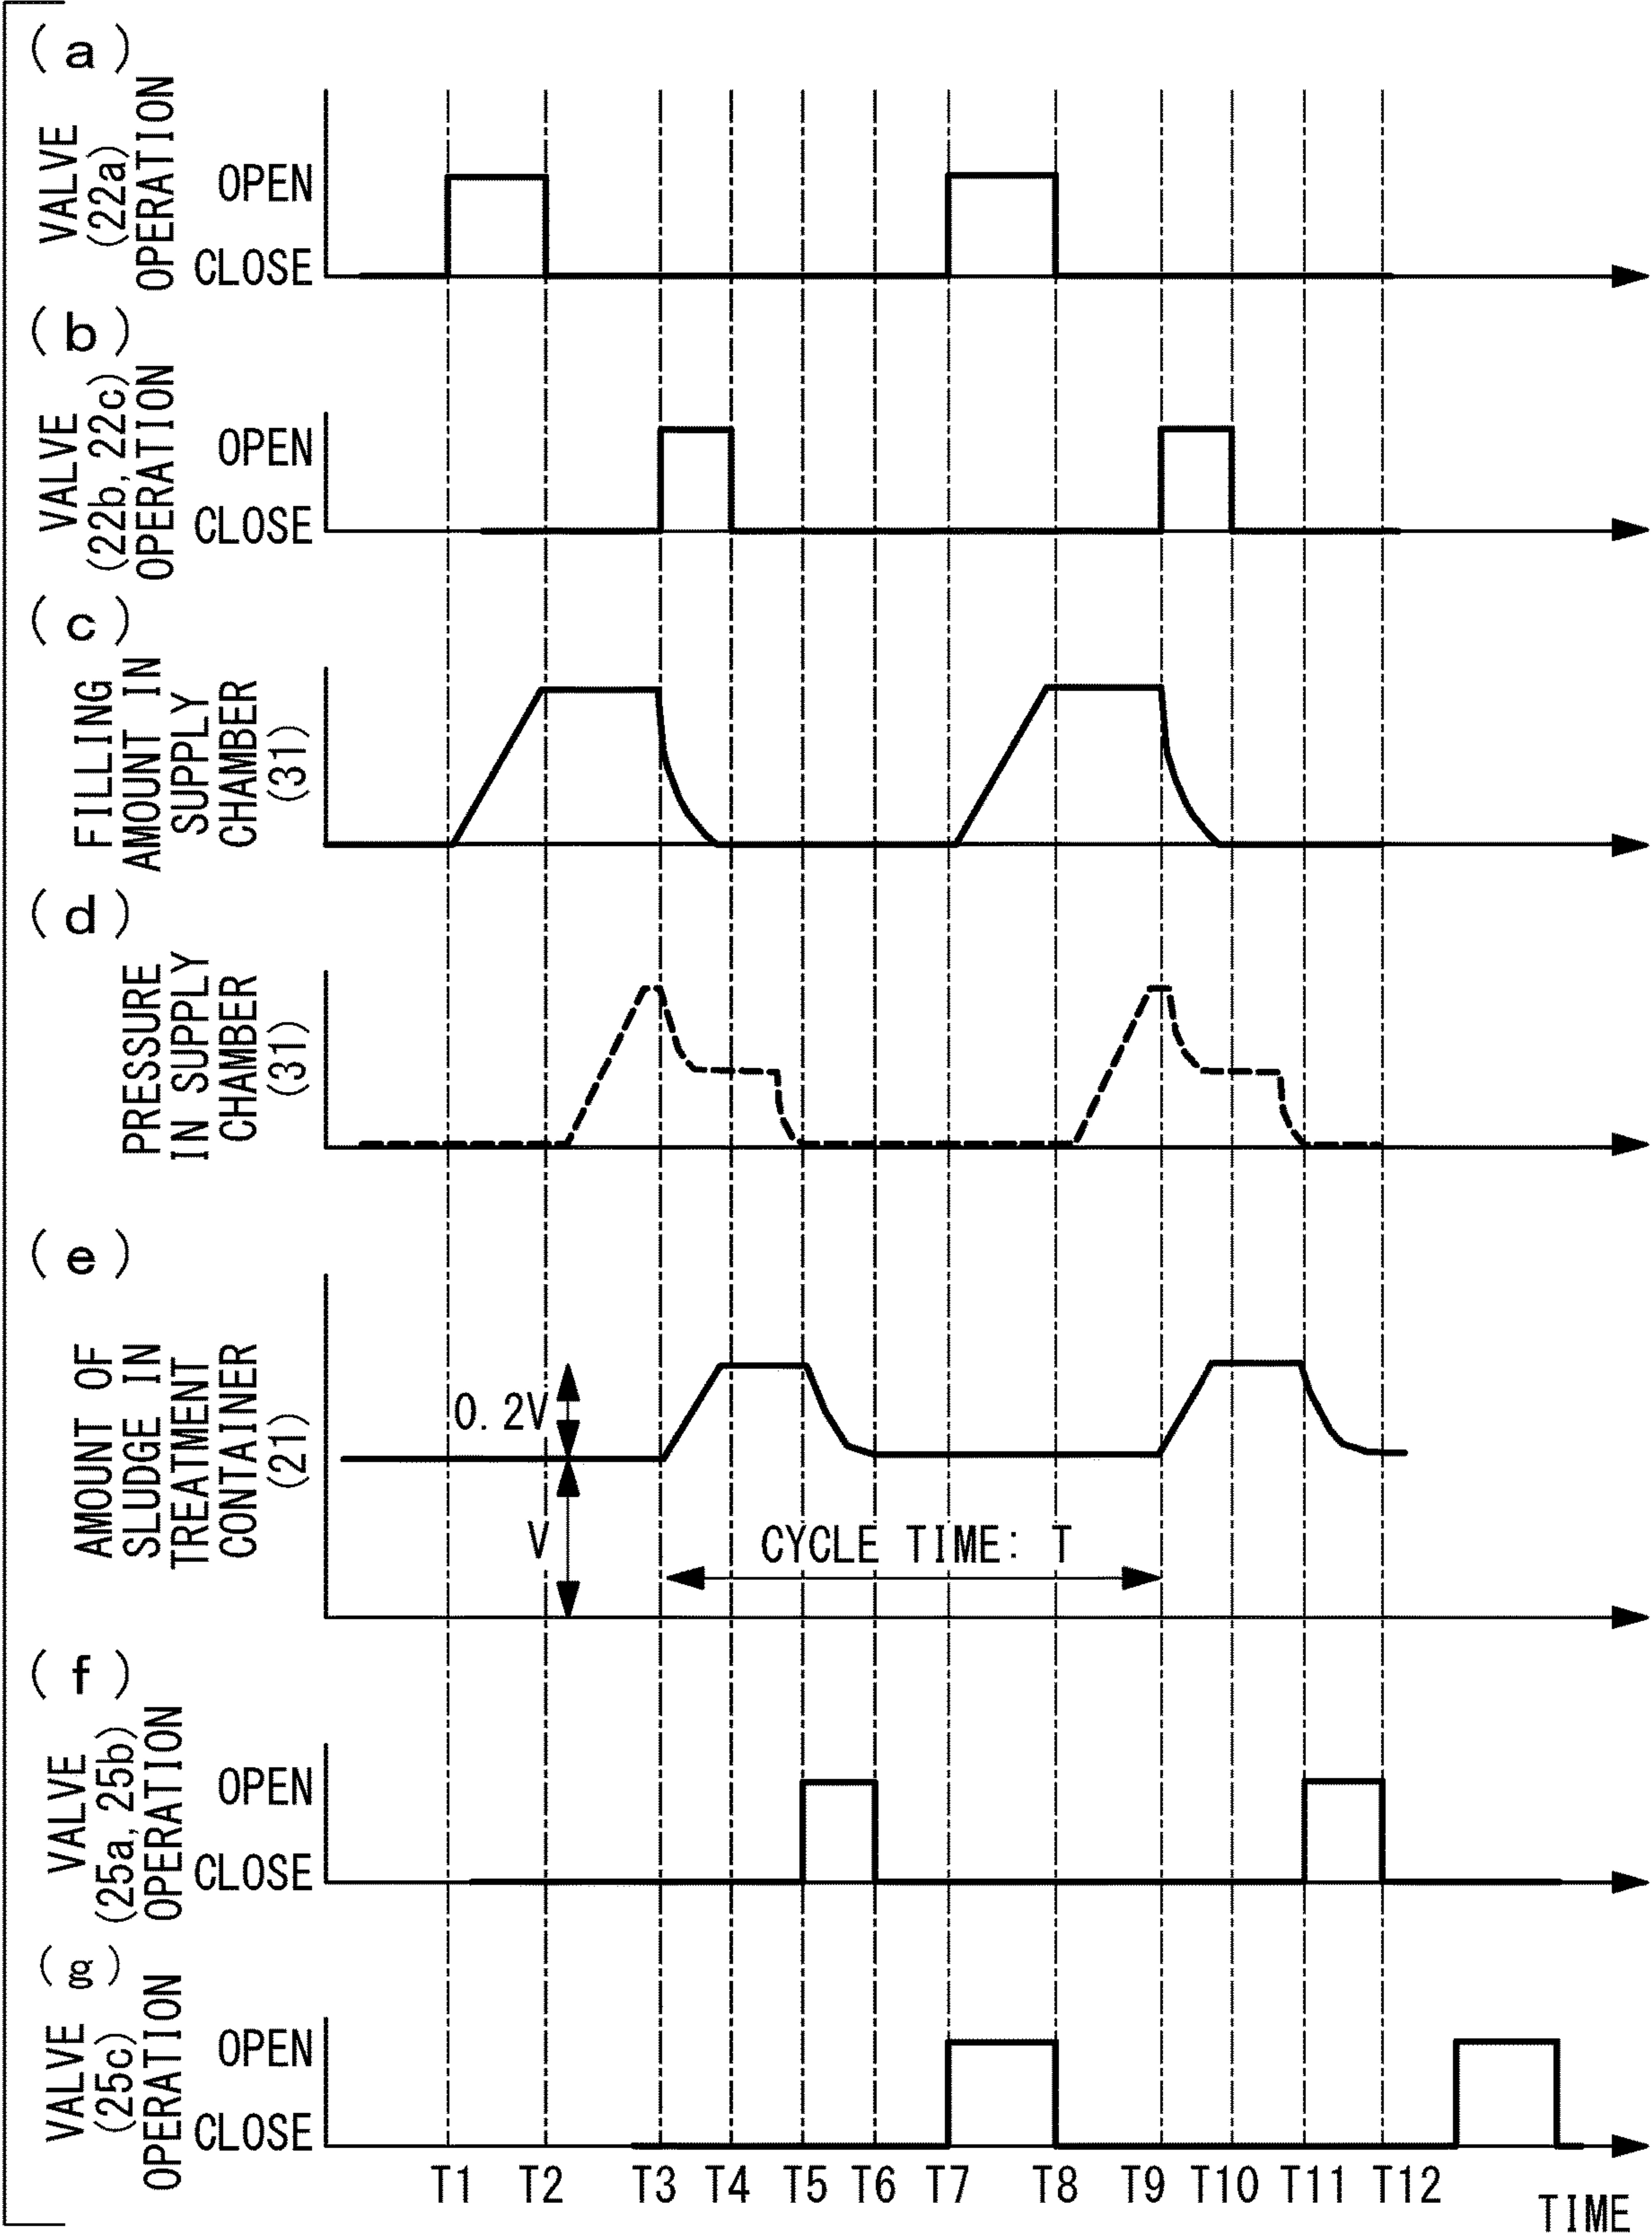 (a)
VALVE
(22a)
OPERATION
OPEN
CLOSE
(b)
VALVE
(22b, 22c)
OPERATION
OPEN
CLOSE
(c)
FILLING
AMOUNT IN
SUPPLY
CHAMBER
(31)
(d)
PRESSURE
IN SUPPLY
CHAMBER
(31)
(e)
AMOUNT OF
SLUDGE IN
TREATMENT
CONTAINER
(21)
0.2V
V
CYCLE TIME: T
(f)
VALVE
(25a, 25b)
OPERATION
OPEN
CLOSE
(g)
VALVE
(25c)
OPERATION
OPEN
CLOSE
T1 T2 T3 T4 T5 T6 T7 T8 T9 T10 T11 T12
TIME